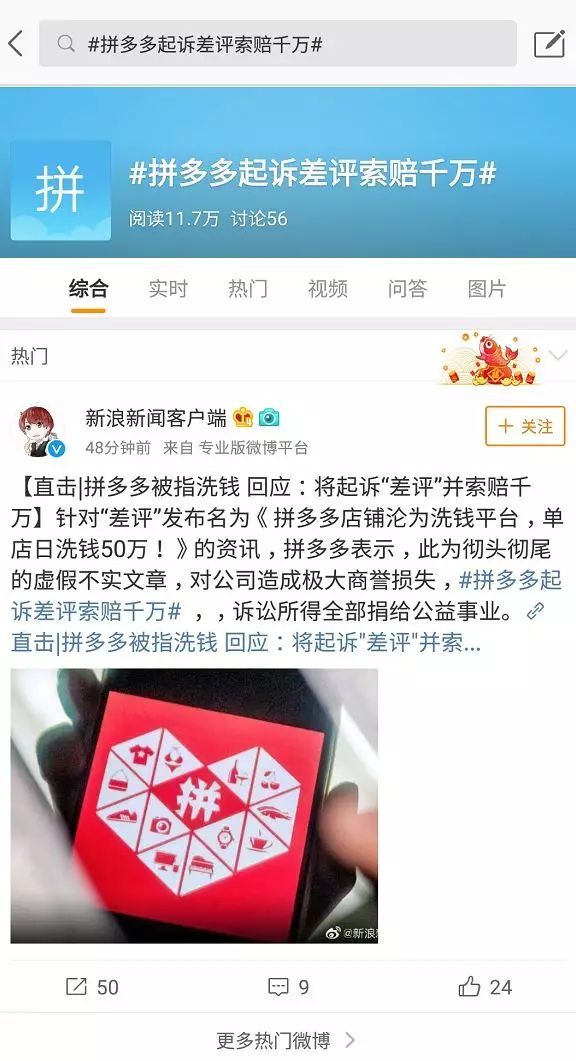 #拼多多起诉差评索赔千万#
拼
#拼多多起诉差评索赔千万#
阅读11.7万 讨论56
综合 实时 热门 视频 问答 图片
热门
新浪新闻客户端
48分钟前 来自 专业版微博平台
+ 关注
【直击|拼多多被指洗钱 回应：将起诉“差评”并索赔千
万】针对“差评”发布名为《 拼多多店铺沦为洗钱平台，单
店日洗钱50万！》的资讯，拼多多表示，此为彻头彻尾
的虚假不实文章，对公司造成极大商誉损失，#拼多多起
诉差评索赔千万# ，，诉讼所得全部捐给公益事业。
直击|拼多多被指洗钱 回应：将起诉"差评"并索...
拼
@新浪
50 9 24
更多热门微博